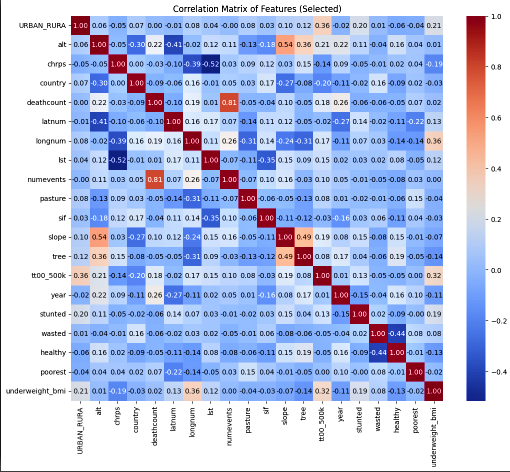 Correlation Matrix of Features (Selected)
URBAN_RURA 1.00 0.06 -0.05 0.07 0.00 -0.01 0.08 0.04 -0.00 0.08 0.03 0.10 0.12 0.36 -0.02 0.20 0.01 -0.06 -0.04 0.21
alt 0.06 1.00 -0.05 -0.30 0.22 -0.41 -0.02 0.12 0.11 -0.13 -0.18 0.54 0.36 0.21 0.22 0.11 -0.04 0.16 0.04 0.01
chrps -0.05 -0.05 1.00 0.00 -0.03 -0.10 -0.39 -0.52 0.03 0.09 0.12 0.03 0.15 -0.14 0.09 -0.05 -0.01 0.02 0.04 -0.19
country 0.07 -0.30 0.00 1.00 -0.09 -0.06 0.16 -0.01 0.05 0.03 0.17 -0.27 -0.08 -0.20 -0.11 -0.02 0.16 -0.09 0.02 -0.03
deathcount 0.00 0.22 -0.03 -0.09 1.00 -0.10 0.19 0.01 0.81 -0.05 -0.04 0.10 0.05 0.18 0.26 -0.06 -0.02 -0.05 0.07 0.02
latnum -0.01 -0.41 -0.10 -0.06 -0.10 1.00 0.16 0.17 0.07 -0.14 0.11 0.12 0.05 -0.02 -0.27 0.14 0.02 -0.11 -0.22 0.13
longnum 0.08 -0.02 -0.39 0.16 0.19 0.16 1.00 0.11 0.26 -0.31 0.14 -0.24 -0.31 0.17 -0.11 0.07 0.03 -0.14 -0.14 0.36
lst 0.04 0.12 -0.52 -0.01 0.01 0.17 0.11 1.00 -0.07 -0.11 -0.35 0.15 0.09 0.15 0.02 0.03 0.02 0.08 -0.05 0.12
numevents -0.00 0.11 0.03 0.05 0.81 0.07 0.26 -0.07 1.00 0.07 0.10 0.16 -0.03 0.08 0.05 0.01 -0.05 -0.08 0.03 0.00
pasture 0.08 -0.13 0.09 0.03 -0.05 -0.14 -0.31 -0.11 0.07 1.00 -0.06 -0.05 -0.13 -0.03 0.01 -0.02 -0.01 -0.06 0.15 -0.04
sif 0.03 -0.18 0.12 0.17 -0.04 0.11 0.14 -0.35 0.10 -0.06 1.00 -0.11 -0.12 -0.03 -0.16 0.03 0.06 -0.11 0.04 -0.03
slope 0.10 0.54 0.03 -0.27 0.10 0.12 -0.24 0.15 0.16 -0.05 -0.11 1.00 0.49 0.19 0.08 0.15 -0.08 0.15 -0.01 -0.07
tree 0.12 0.36 0.15 -0.08 0.05 0.05 -0.31 0.09 -0.03 -0.13 -0.12 0.49 1.00 0.08 0.17 0.04 -0.06 0.19 -0.05 -0.14
tt00_500k 0.36 0.21 -0.14 -0.20 0.18 -0.02 0.17 0.15 0.08 -0.03 -0.03 0.19 0.08 1.00 0.01 0.13 -0.05 -0.05 0.00 0.32
year -0.02 0.22 0.09 -0.11 0.26 -0.27 -0.11 0.02 0.05 0.01 -0.16 0.08 0.17 0.01 1.00 -0.15 -0.04 0.16 0.10 -0.11
stunted 0.20 0.11 -0.05 -0.02 -0.06 0.14 0.07 0.03 0.01 -0.02 0.03 0.15 0.04 0.13 -0.15 1.00 0.02 -0.09 -0.00 0.19
wasted 0.01 -0.04 -0.01 0.16 -0.02 0.02 0.03 0.02 -0.05 -0.01 0.06 -0.08 -0.06 -0.05 -0.04 0.02 1.00 -0.44 -0.01 0.08
healthy -0.06 0.16 0.02 -0.09 -0.05 -0.11 -0.14 0.08 -0.08 -0.06 -0.11 0.15 0.19 -0.05 0.16 -0.09 -0.44 1.00 -0.01 -0.13
poorest -0.04 0.04 0.04 0.02 0.07 -0.22 -0.14 -0.05 0.03 0.15 0.04 -0.01 -0.05 0.00 0.10 -0.00 -0.01 -0.01 1.00 -0.02
underweight_bmi 0.21 0.01 -0.19 -0.03 0.02 0.13 0.36 0.12 0.00 -0.04 -0.03 -0.07 -0.14 0.32 -0.11 0.19 0.08 -0.13 -0.02 1.00
URBAN_RURA alt chrps country deathcount latnum longnum lst numevents pasture sif slope tree tt00_500k year stunted wasted healthy poorest underweight_bmi
1.0
0.8
0.6
0.4
0.2
0.0
−0.2
−0.4